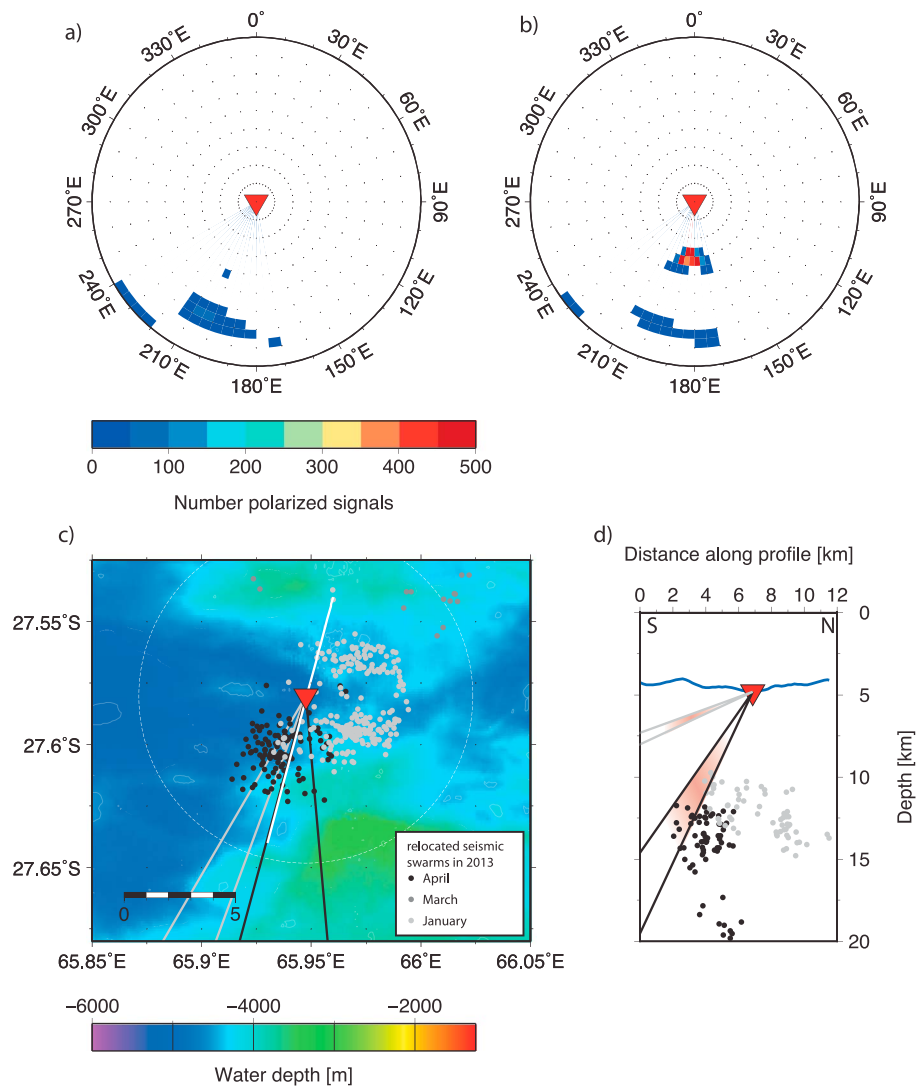 a)
0˚E
30˚E
60˚E
90˚E
120˚E
150˚E
180˚E
210˚E
240˚E
270˚E
300˚E
330˚E
b)
0˚E
30˚E
60˚E
90˚E
120˚E
150˚E
180˚E
210˚E
240˚E
270˚E
300˚E
330˚E
0 100 200 300 400 500
Number polarized signals
c)
27.55˚S
27.6˚S
27.65˚S
65.85˚E 65.9˚E 65.95˚E 66˚E 66.05˚E
0 5
relocated seismic
swarms in 2013
April
March
January
−6000 −4000 −2000
Water depth [m]
d)
Distance along profile [km]
0 2 4 6 8 10 12
S N
0
5
10
15
20
Depth [km]